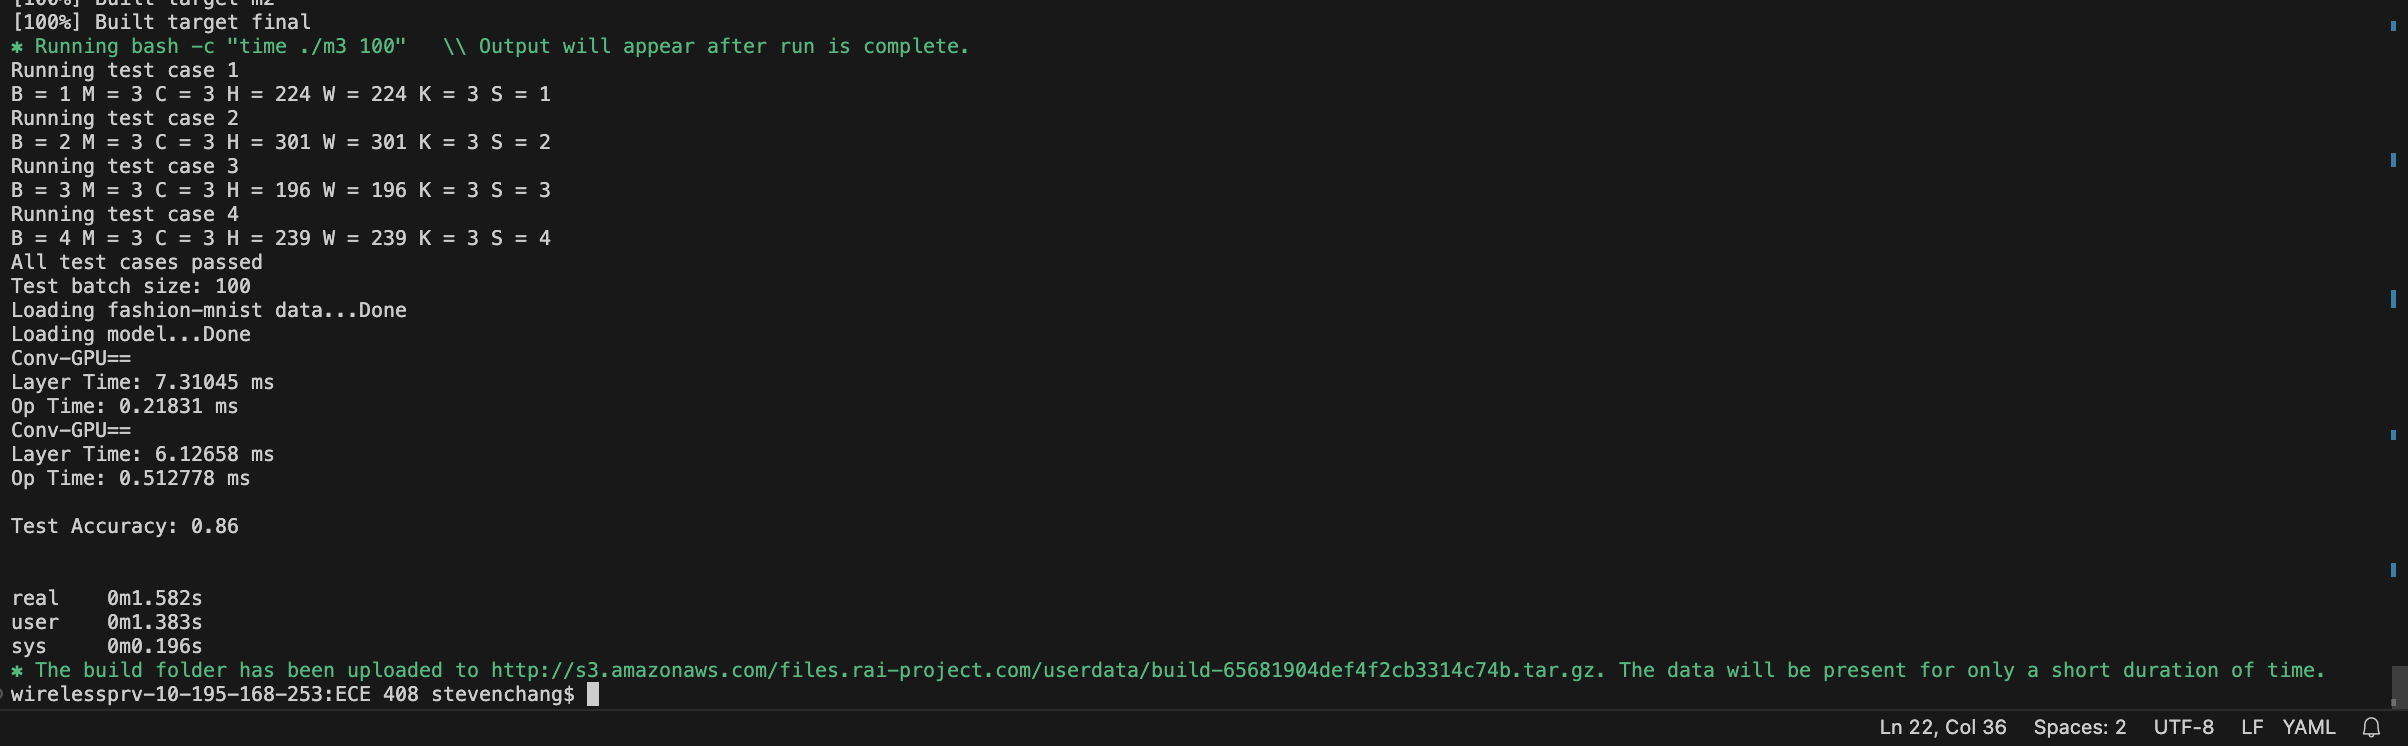 [100%] Built target m2
[100%] Built target final
✱ Running bash -c "time ./m3 100"   \\ Output will appear after run is complete.
Running test case 1
B = 1 M = 3 C = 3 H = 224 W = 224 K = 3 S = 1
Running test case 2
B = 2 M = 3 C = 3 H = 301 W = 301 K = 3 S = 2
Running test case 3
B = 3 M = 3 C = 3 H = 196 W = 196 K = 3 S = 3
Running test case 4
B = 4 M = 3 C = 3 H = 239 W = 239 K = 3 S = 4
All test cases passed
Test batch size: 100
Loading fashion-mnist data...Done
Loading model...Done
Conv-GPU==
Layer Time: 7.31045 ms
Op Time: 0.21831 ms
Conv-GPU==
Layer Time: 6.12658 ms
Op Time: 0.512778 ms

Test Accuracy: 0.86

real    0m1.582s
user    0m1.383s
sys     0m0.196s
✱ The build folder has been uploaded to http://s3.amazonaws.com/files.rai-project.com/userdata/build-65681904def4f2cb3314c74b.tar.gz. The data will be present for only a short duration of time.
wirelessprv-10-195-168-253:ECE 408 stevenchang$
Ln 22, Col 36   Spaces: 2   UTF-8   LF   YAML